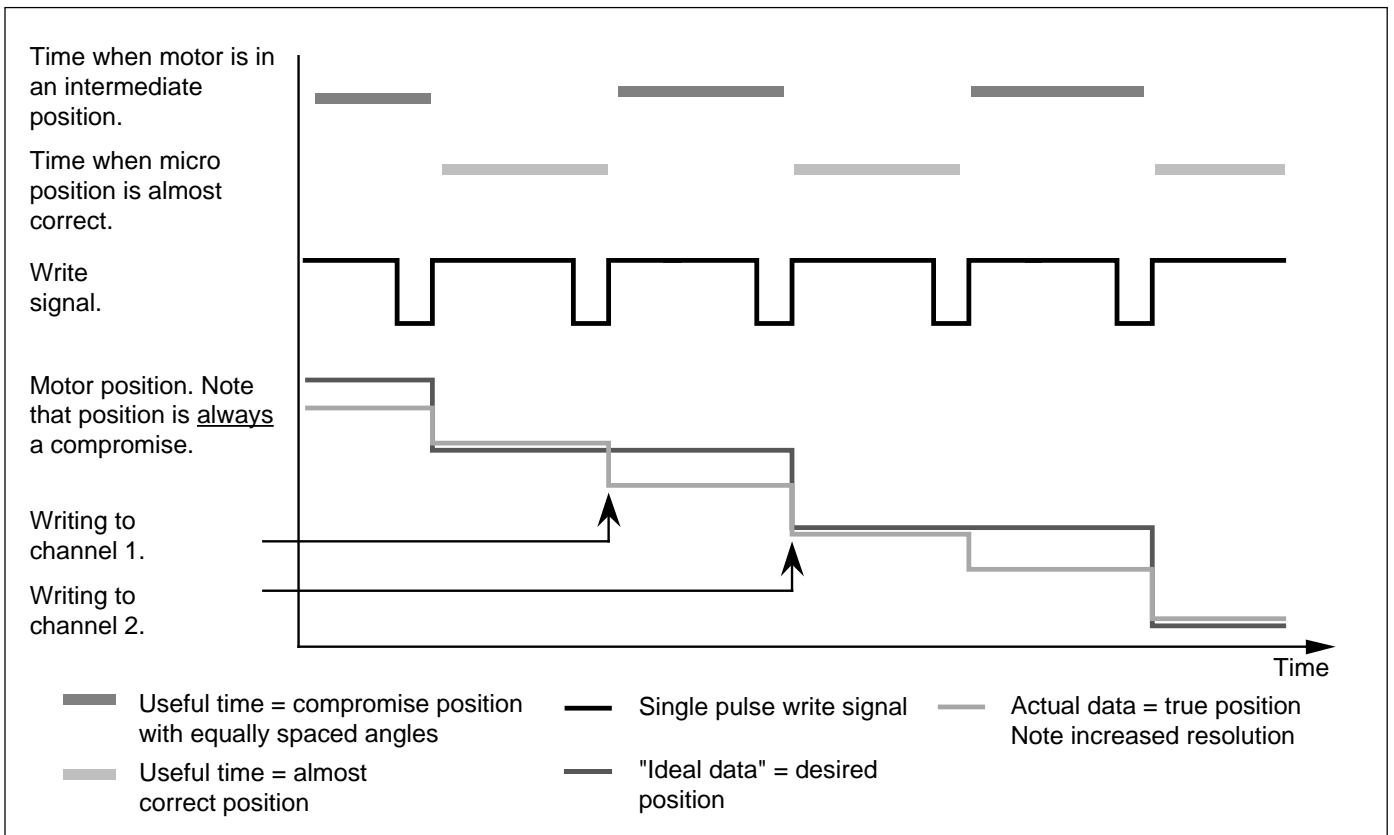 Time when motor is in
an intermediate
position.
Time when micro
position is almost
correct.
Write
signal.
Motor position. Note
that position is always
a compromise.
Writing to
channel 1.
Writing to
channel 2.
Time
Useful time = compromise position
with equally spaced angles
Useful time = almost
correct position
Single pulse write signal
"Ideal data" = desired
position
Actual data = true position
Note increased resolution